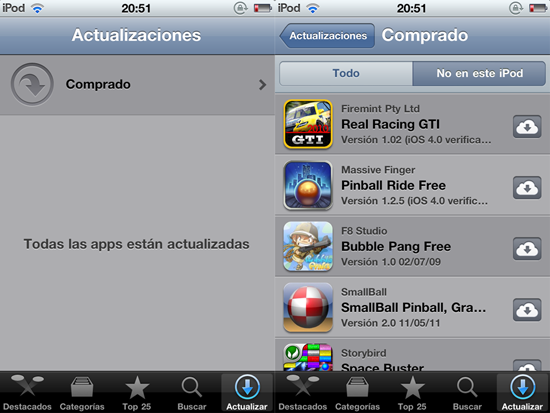 iPod 20:51
Actualizaciones
Comprado
Todas las apps están actualizadas
Destacados Categorías Top 25 Buscar Actualizar
iPod 20:51
Actualizaciones Comprado
Todo No en este iPod
Firemint Pty Ltd
Real Racing GTI
Versión 1.02 (iOS 4.0 verifica…
GTI
Massive Finger
Pinball Ride Free
Versión 1.2.5 (iOS 4.0 verifica…
F8 Studio
Bubble Pang Free
Versión 1.0 02/07/09
SmallBall
SmallBall Pinball, Gra…
Versión 2.0 11/05/11
Storybird
Space Buster
Destacados Categorías Top 25 Buscar Actualizar